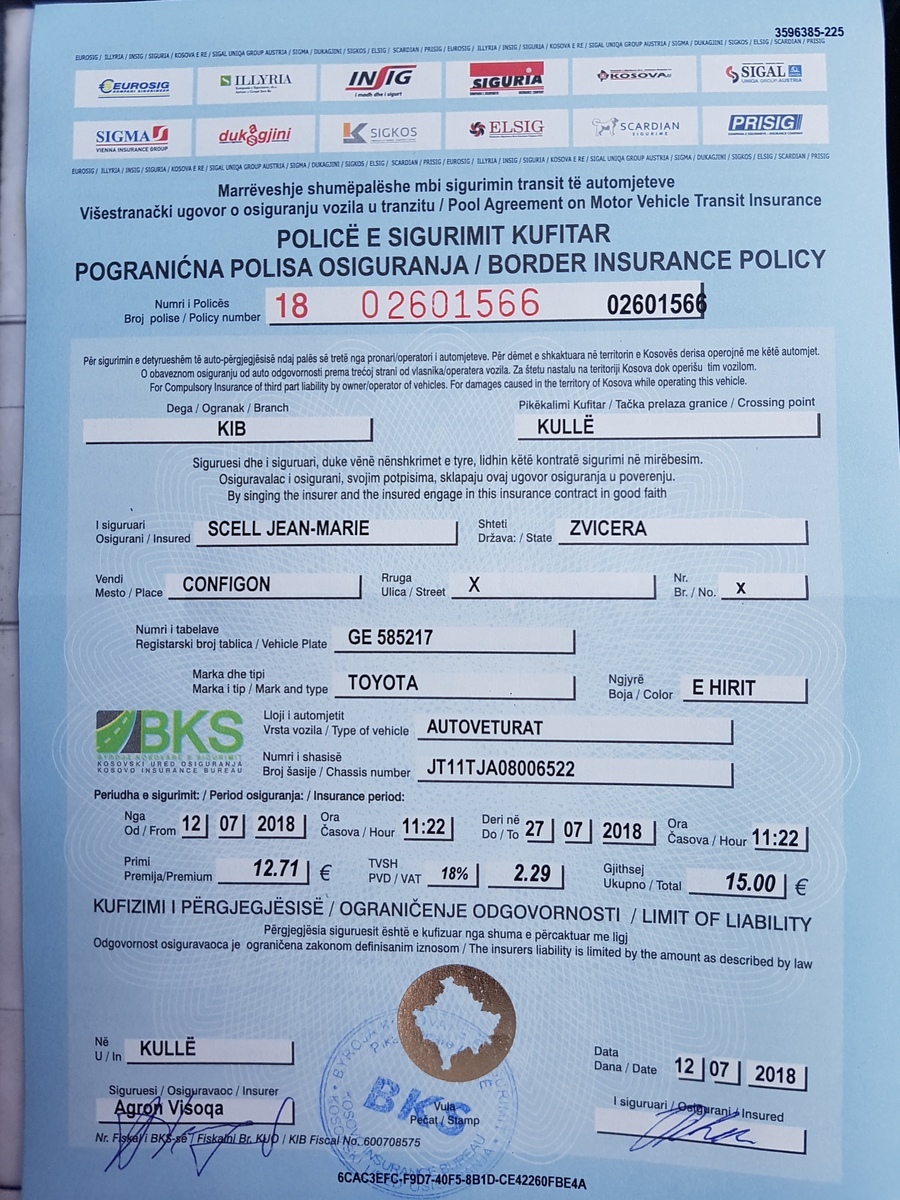 3596385-225
EUROSIG / ILLYRIA / INSIG / SIGURIA / KOSOVA E RE / SIGAL UNIQA GROUP AUSTRIA / SIGMA / DUKAGJINI / SIGKOS / ELSIG / SCARDIAN / PRISIG
EUROSIG ILLYRIA INSIG SIGURIA KOSOVA SIGAL
I madh dhe i sigurt UNIQA GROUP AUSTRIA
SIGMA dukagjini SIGKOS ELSIG SCARDIAN PRISIG
VIENNA INSURANCE GROUP SIGURIME
EUROSIG / ILLYRIA / INSIG / SIGURIA / KOSOVA E RE / SIGAL UNIQA GROUP AUSTRIA / SIGMA / DUKAGJINI / SIGKOS / ELSIG / SCARDIAN / PRISIG
Marrëveshje shumëpalëshe mbi sigurimin transit të automjeteve
Višestranački ugovor o osiguranju vozila u tranzitu / Pool Agreement on Motor Vehicle Transit Insurance
POLICË E SIGURIMIT KUFITAR
POGRANIĆNA POLISA OSIGURANJA / BORDER INSURANCE POLICY
Numri i Policës
Broj polise / Policy number 18 02601566 02601566
Për sigurimin e detyrueshëm të auto-përgjegjësisë ndaj palës së tretë nga pronari/operatori i automjeteve. Për dëmet e shkaktuara në territorin e Kosovës derisa operojnë me këtë automjet.
O obaveznom osiguranju od auto odgovornosti prema trećoj strani od vlasnika/operatera vozila. Za štetu nastalu na teritoriji Kosova dok operišu tim vozilom.
For Compulsory Insurance of third part liability by owner/operator of vehicles. For damages caused in the territory of Kosova while operating this vehicle.
Dega / Ogranak / Branch Pikëkalimi Kufitar / Tačka prelaza granice / Crossing point
KIB KULLË
Siguruesi dhe i siguruari, duke vënë nënshkrimet e tyre, lidhin këtë kontratë sigurimi në mirëbesim.
Osiguravalac i osigurani, svojim potpisima, sklapaju ovaj ugovor osiguranja u poverenju.
By singing the insurer and the insured engage in this insurance contract in good faith
I siguruari Shteti
Osigurani / Insured SCELL JEAN-MARIE Država: / State ZVICERA
Vendi Rruga Nr.
Mesto / Place CONFIGON Ulica / Street X Br. / No. X
Numri i tabelave
Registarski broj tablica / Vehicle Plate GE 585217
Marka dhe tipi Ngjyrë
Marka i tip / Mark and type TOYOTA Boja / Color E HIRIT
Lloji i automjetit
Vrsta vozila / Type of vehicle AUTOVETURAT
BKS
BYROJA KOSOVARE E SIGURIMIT
KOSOVSKI URED OSIGURANJA
KOSOVO INSURANCE BUREAU
Numri i shasisë
Broj šasije / Chassis number JT11TJA08006522
Periudha e sigurimit: / Period osiguranja: / Insurance period:
Nga Ora Deri në Ora
Od / From 12 07 2018 Časova / Hour 11:22 Do / To 27 07 2018 Časova / Hour 11:22
Primi TVSH Gjithsej
Premija/Premium 12.71 € PVD / VAT 18% 2.29 Ukupno / Total 15.00 €
KUFIZIMI I PËRGJEGJËSISË / OGRANIČENJE ODGOVORNOSTI / LIMIT OF LIABILITY
Përgjegjësia siguruesit është e kufizuar nga shuma e përcaktuar me ligj
Odgovornost osiguravaoca je ograničena zakonom definisanim iznosom / The insurers liability is limited by the amount as described by law
Në
U / In KULLË
Data
Dana / Date 12 07 2018
Siguruesi / Osiguravaoc / Insurer
Agron Visoqa
I siguruari / Osigurani / Insured
Vula
Pečat / Stamp
BKS
INSURANCE BUREAU
Nr. Fiskal i BKS-së / Fiskalni Br. KUO / KIB Fiscal No. 600708575
6CAC3EFC-F9D7-40F5-8B1D-CE42260FBE4A